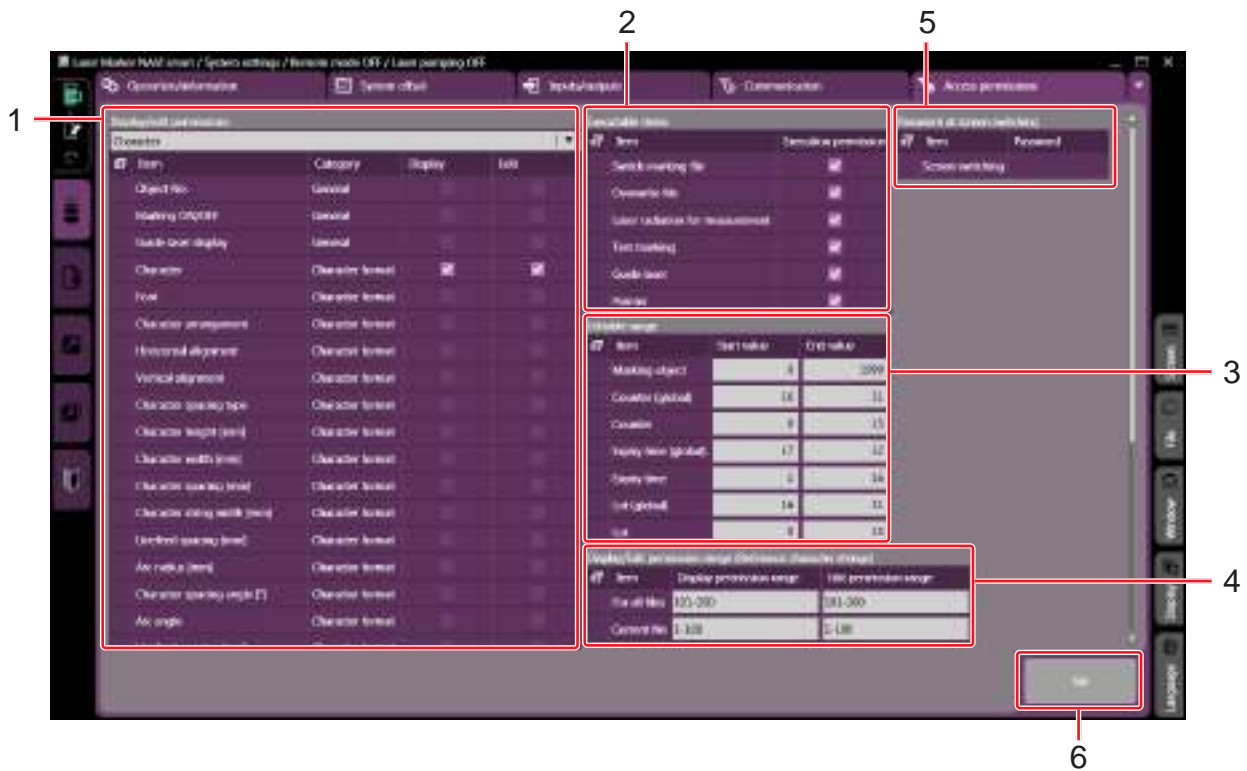 2
5
Laser Marker NAVI smart / System settings / Remote mode OFF / Laser pumping OFF
Operation/information
System offset
Inputs/outputs
Communication
Access permissions
1
Display/edit permissions
Character
Item Category Display Edit
Object No. General
Marking ON/OFF General
Guide laser display General
Character Character format
Font Character format
Character arrangement Character format
Horizontal alignment Character format
Vertical alignment Character format
Character spacing type Character format
Character height [mm] Character format
Character width [mm] Character format
Character spacing [mm] Character format
Character string width [mm] Character format
Linefeed spacing [mm] Character format
Arc radius [mm] Character format
Character spacing angle [°] Character format
Arc angle Character format
Executable items
Item Execution permission
Switch marking file
Overwrite file
Laser radiation for measurement
Test marking
Guide laser
Pointer
Editable range
Item Start value End value
Marking object 0
Counter (global) 16 31
Counter 0 15
Expiry time (global) 17 32
Expiry time 1 16
Lot (global) 16 31
Lot 0 15
3
Display/Edit permission range (Reference character strings)
Item Display permission range Edit permission range
For all files 101-200 101-200
Current file 1-100 1-100
4
Password at screen switching
Item Password
Screen switching
Screen
File
Window
Display
Language
Set
6